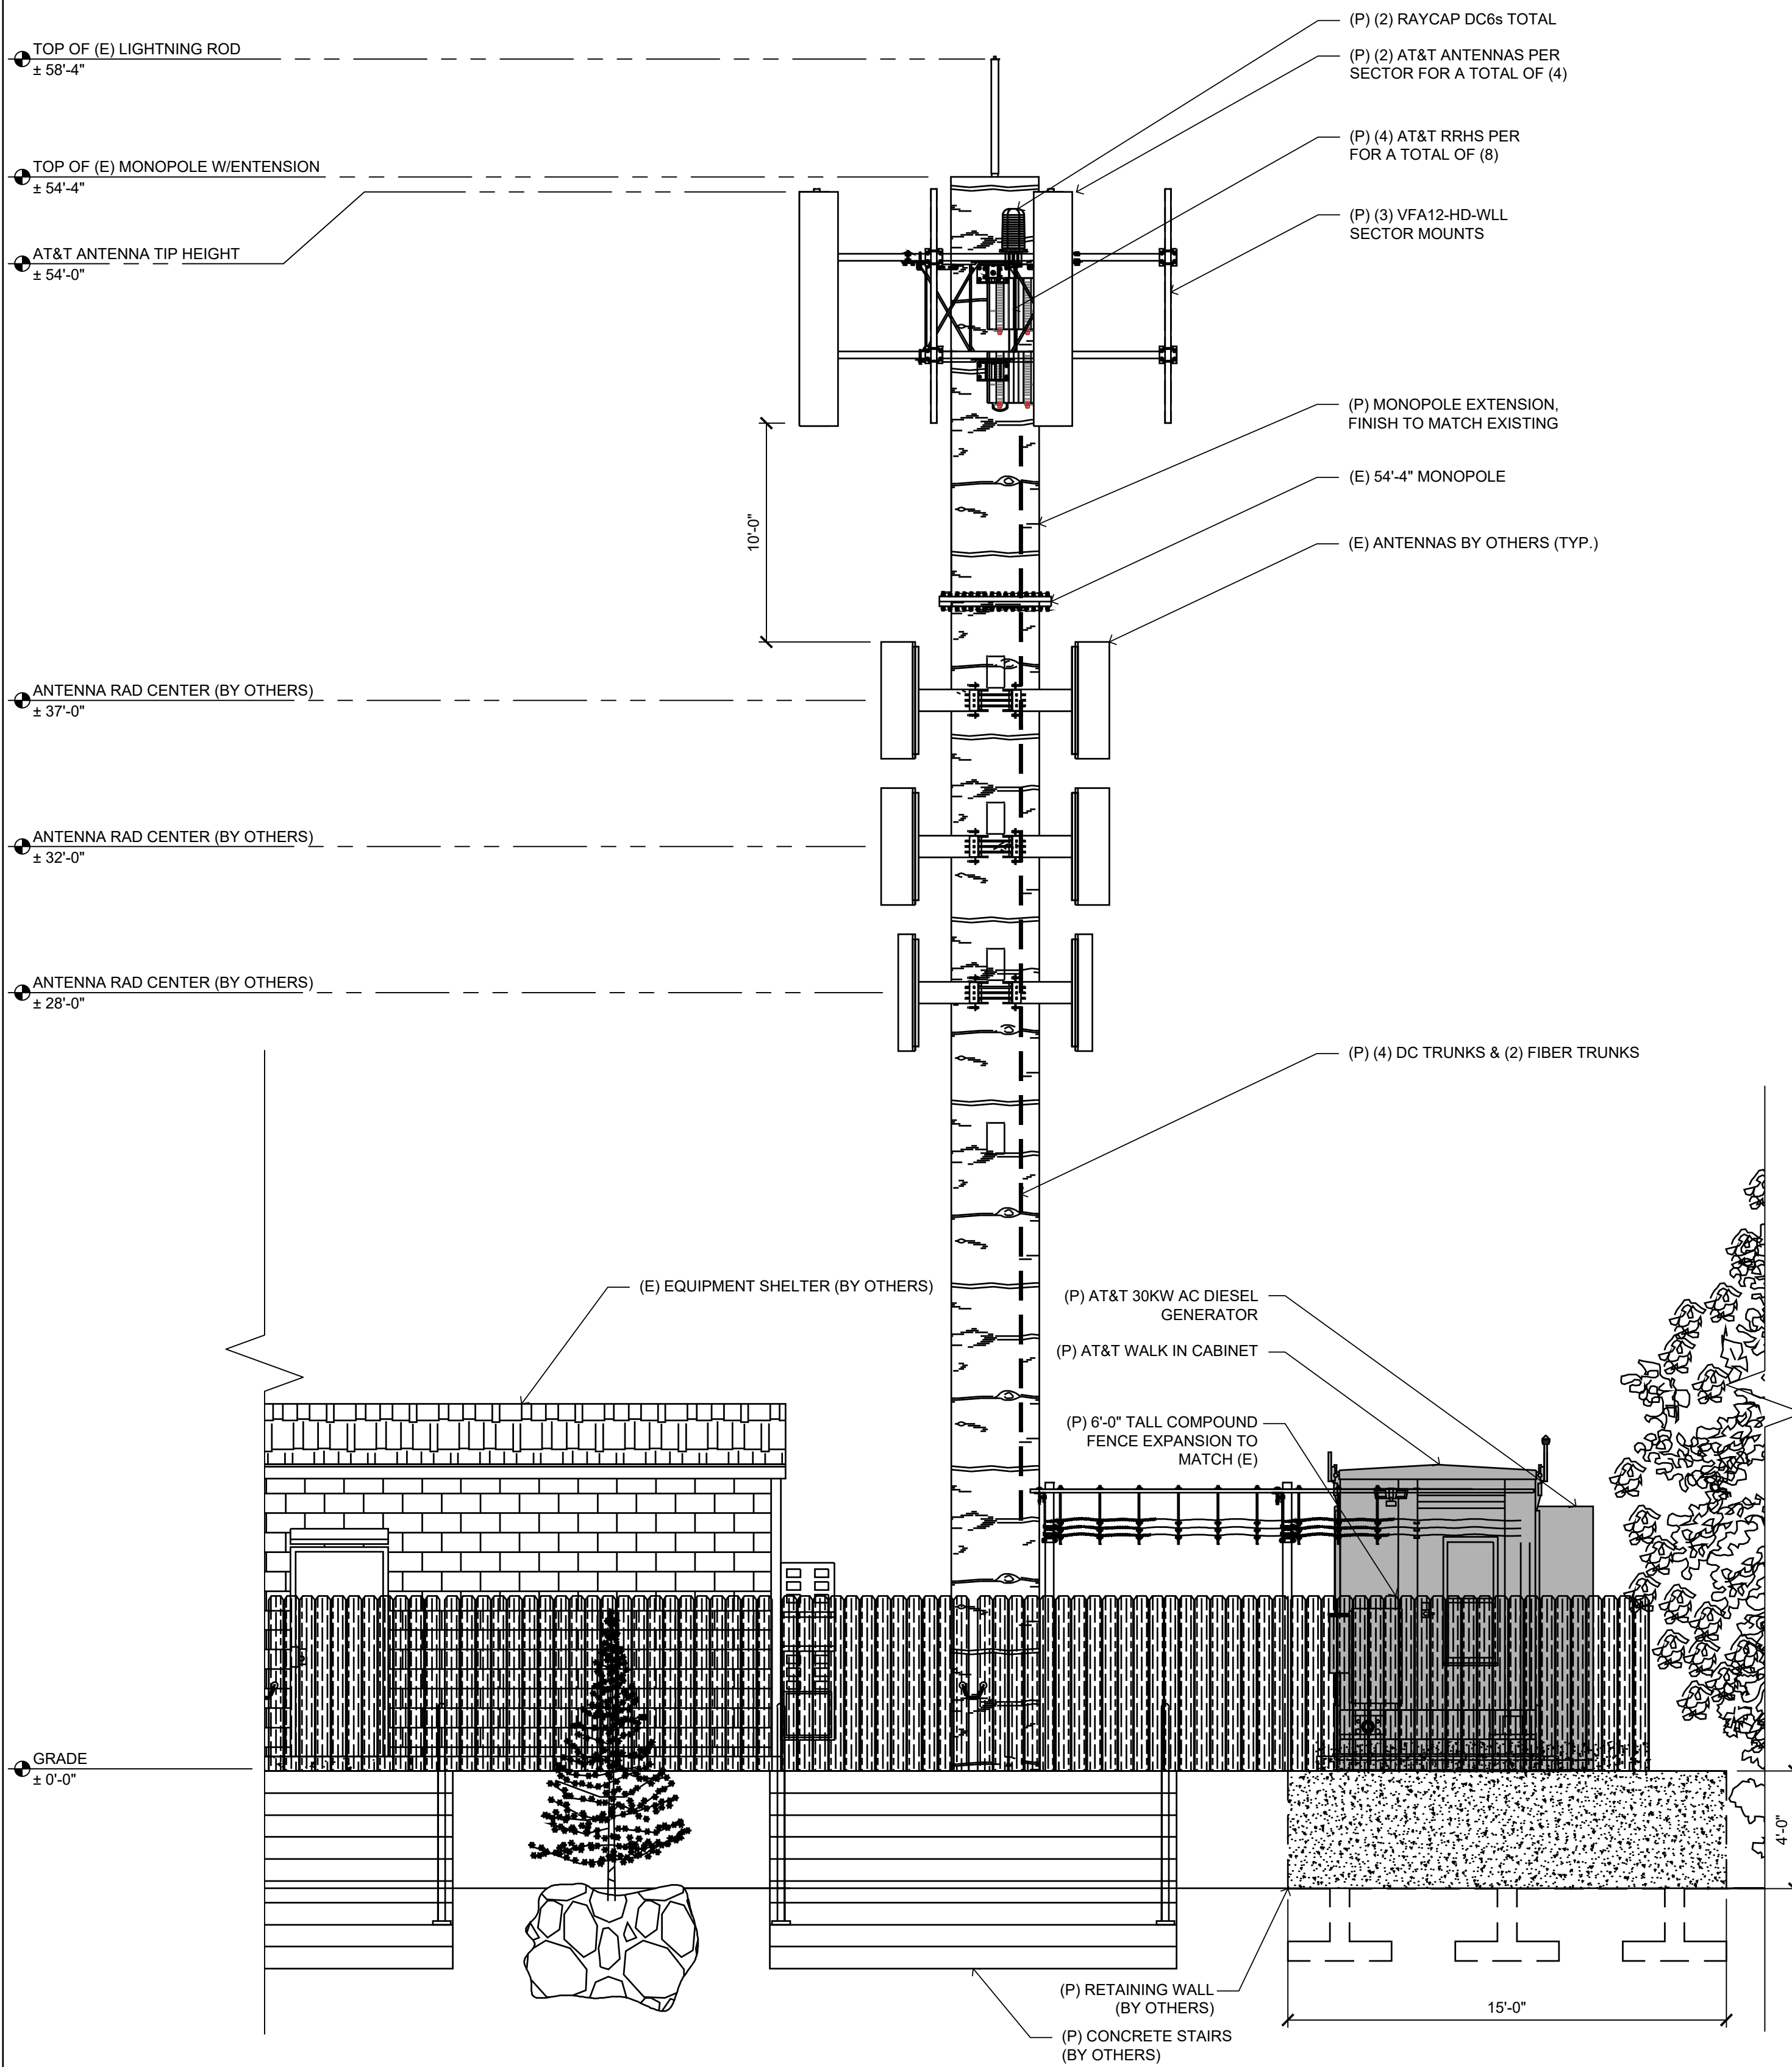 TOP OF (E) LIGHTNING ROD
± 58'-4"
TOP OF (E) MONOPOLE W/ENTENSION
± 54'-4"
AT&T ANTENNA TIP HEIGHT
± 54'-0"
(P) (2) RAYCAP DC6s TOTAL
(P) (2) AT&T ANTENNAS PER
SECTOR FOR A TOTAL OF (4)
(P) (4) AT&T RRHS PER
FOR A TOTAL OF (8)
(P) (3) VFA12-HD-WLL
SECTOR MOUNTS
(P) MONOPOLE EXTENSION,
FINISH TO MATCH EXISTING
(E) 54'-4" MONOPOLE
(E) ANTENNAS BY OTHERS (TYP.)
10'-0"
ANTENNA RAD CENTER (BY OTHERS)
± 37'-0"
ANTENNA RAD CENTER (BY OTHERS)
± 32'-0"
ANTENNA RAD CENTER (BY OTHERS)
± 28'-0"
(P) (4) DC TRUNKS & (2) FIBER TRUNKS
(E) EQUIPMENT SHELTER (BY OTHERS)
(P) AT&T 30KW AC DIESEL
GENERATOR
(P) AT&T WALK IN CABINET
(P) 6'-0" TALL COMPOUND
FENCE EXPANSION TO
MATCH (E)
GRADE
± 0'-0"
4'-0"
(P) RETAINING WALL
(BY OTHERS)
15'-0"
(P) CONCRETE STAIRS
(BY OTHERS)